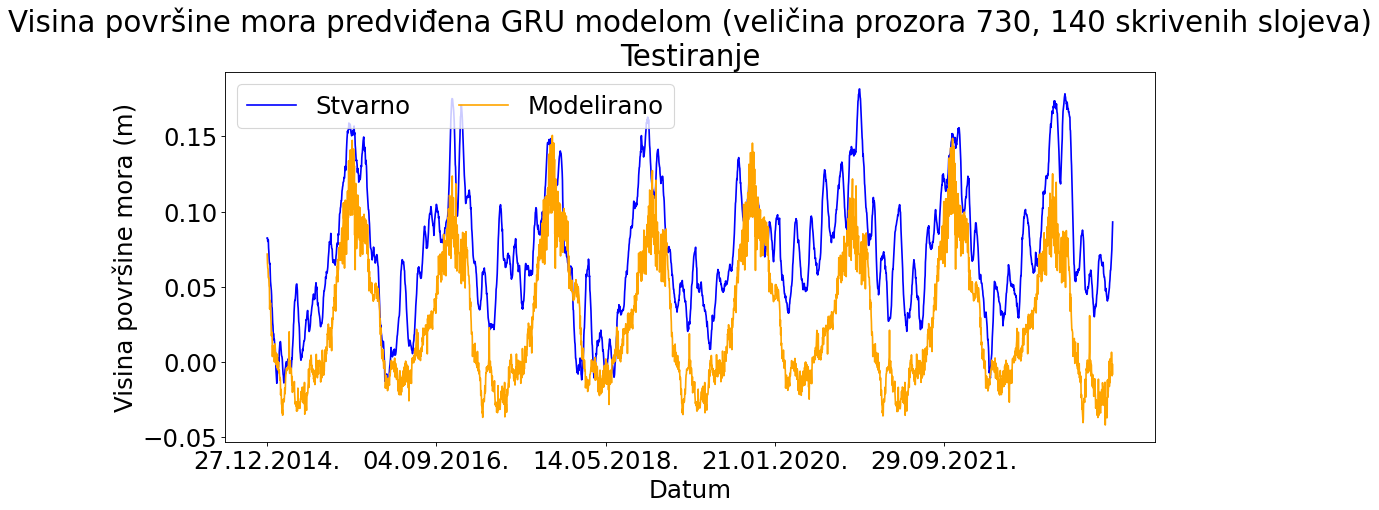 Visina površine mora predviđena GRU modelom (veličina prozora 730, 140 skrivenih slojeva)
Testiranje
Stvarno
Modelirano
Visina površine mora (m)
0.15
0.10
0.05
0.00
−0.05
27.12.2014.
04.09.2016.
14.05.2018.
21.01.2020.
29.09.2021.
Datum